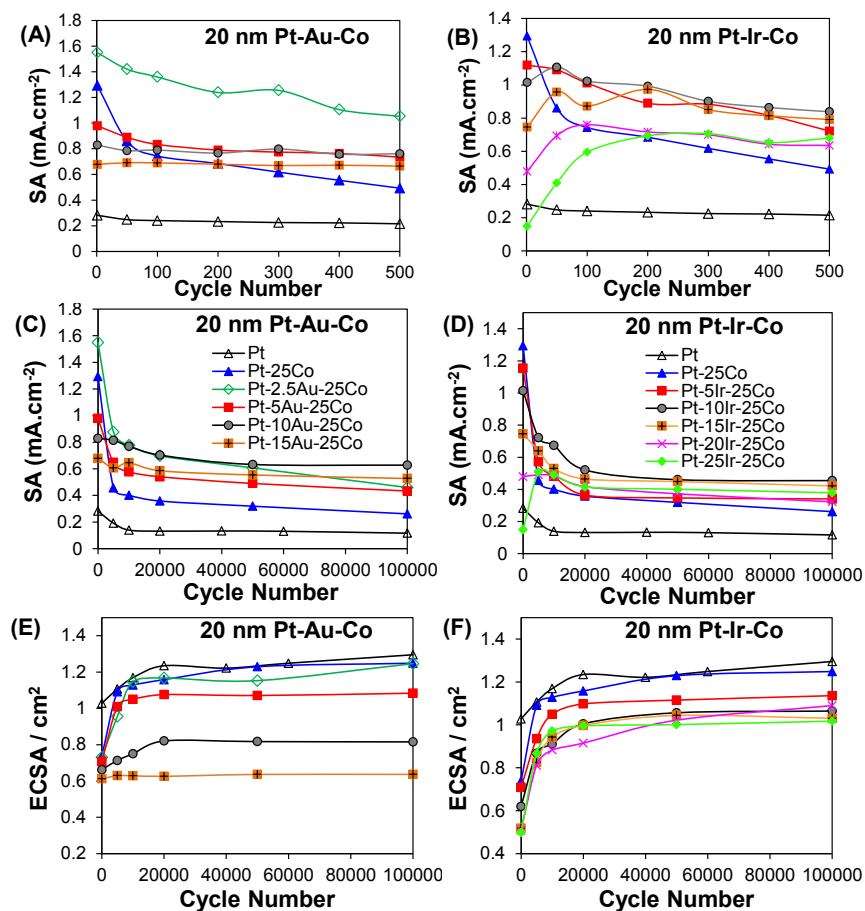 (A)
20 nm Pt-Au-Co
SA (mA.cm-2)
1.8
1.6
1.4
1.2
1
0.8
0.6
0.4
0.2
0
0 100 200 300 400 500
Cycle Number
(B)
20 nm Pt-Ir-Co
SA (mA.cm-2)
1.4
1.2
1
0.8
0.6
0.4
0.2
0
0 100 200 300 400 500
Cycle Number
(C)
20 nm Pt-Au-Co
SA (mA.cm-2)
1.8
1.6
1.4
1.2
1
0.8
0.6
0.4
0.2
0
Pt
Pt-25Co
Pt-2.5Au-25Co
Pt-5Au-25Co
Pt-10Au-25Co
Pt-15Au-25Co
0 20000 40000 60000 80000 100000
Cycle Number
(D)
20 nm Pt-Ir-Co
SA (mA.cm-2)
1.4
1.2
1
0.8
0.6
0.4
0.2
0
Pt
Pt-25Co
Pt-5Ir-25Co
Pt-10Ir-25Co
Pt-15Ir-25Co
Pt-20Ir-25Co
Pt-25Ir-25Co
0 20000 40000 60000 80000 100000
Cycle Number
(E)
20 nm Pt-Au-Co
ECSA / cm2
1.4
1.2
1
0.8
0.6
0.4
0.2
0 20000 40000 60000 80000 100000
Cycle Number
(F)
20 nm Pt-Ir-Co
ECSA / cm2
1.4
1.2
1
0.8
0.6
0.4
0 20000 40000 60000 80000 100000
Cycle Number